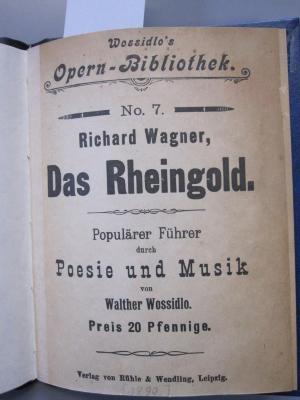 Wossidlo's
Opern-Bibliothek.
No. 7.
Richard Wagner,
Das Rheingold.
Populärer Führer
durch
Poesie und Musik
von
Walther Wossidlo.
Preis 20 Pfennige.
Verlag von Rühle & Wendling, Leipzig.